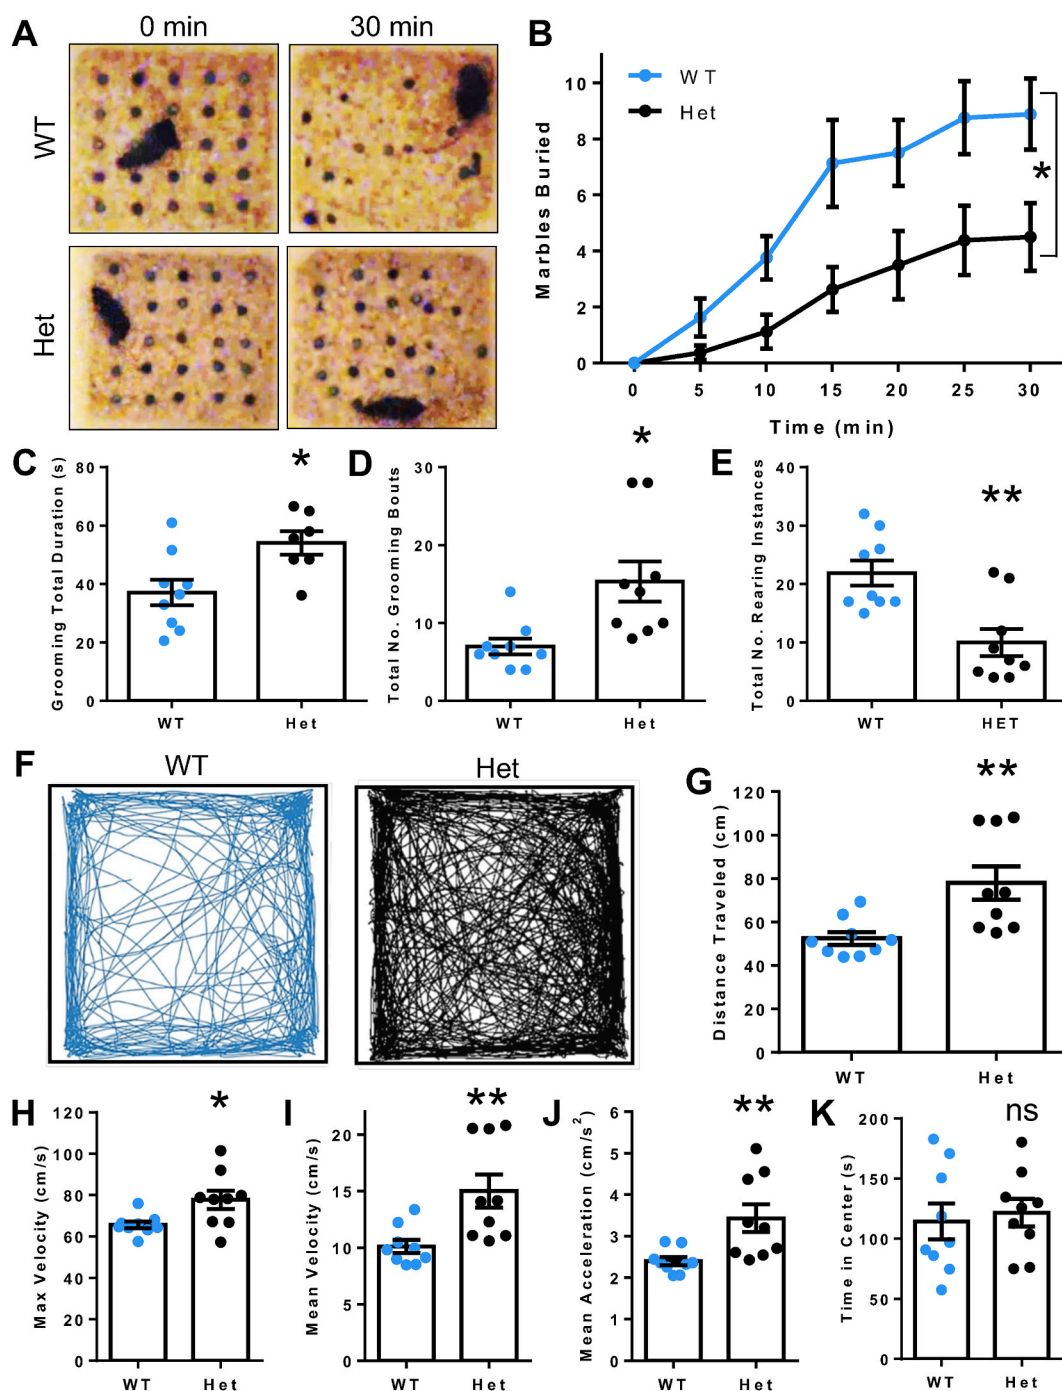 A
0 min
30 min
WT
Het
B
WT
Het
Marbles Buried
10
8
6
4
2
0
0
5
10
15
20
25
30
Time (min)
*
C
Grooming Total Duration (s)
80
60
40
20
0
*
WT
Het
D
Total No. Grooming Bouts
30
20
10
0
*
WT
Het
E
Total No. Rearing Instances
40
30
20
10
0
**
WT
HET
F
WT
Het
G
Distance Traveled (cm)
120
100
80
60
40
20
0
**
WT
Het
H
Max Velocity (cm/s)
120
100
80
60
40
20
0
*
WT
Het
I
Mean Velocity (cm/s)
20
15
10
5
0
**
WT
Het
J
Mean Acceleration (cm/s²)
6
5
4
3
2
1
0
**
WT
Het
K
Time in Center (s)
200
150
100
50
0
ns
WT
Het